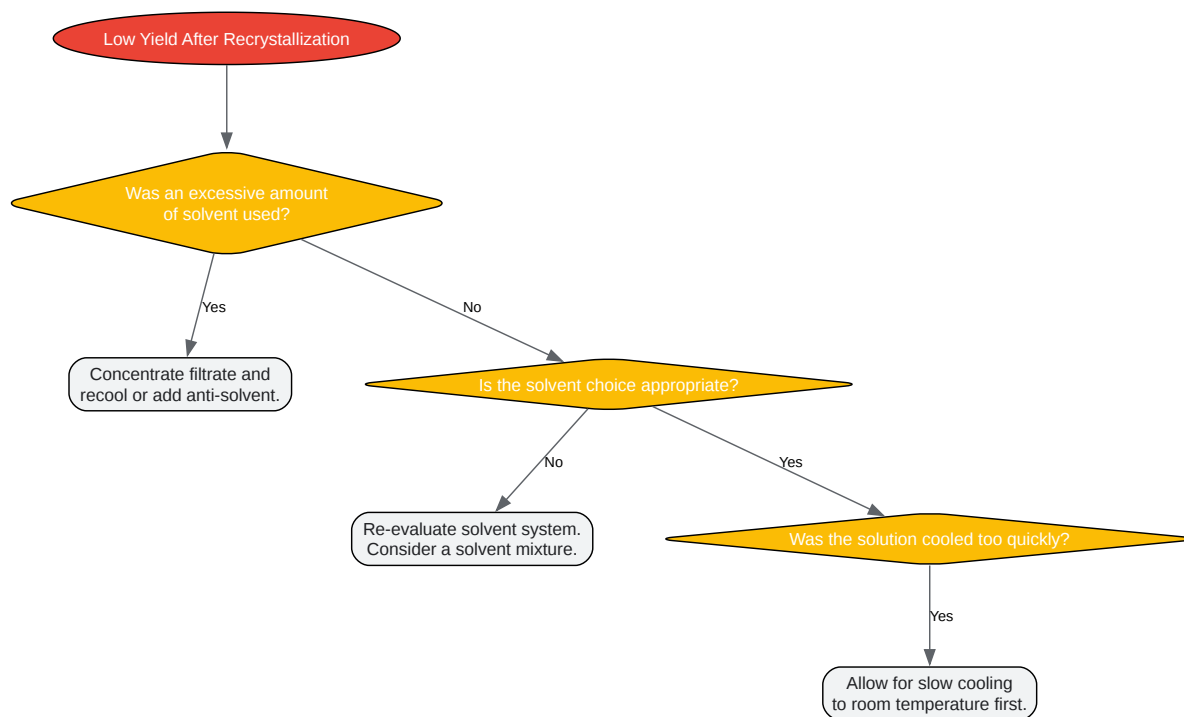 Low Yield After Recrystallization
Was an excessive amount
of solvent used?
Yes
No
Concentrate filtrate and
recool or add anti-solvent.
Is the solvent choice appropriate?
No
Yes
Re-evaluate solvent system.
Consider a solvent mixture.
Was the solution cooled too quickly?
Yes
Allow for slow cooling
to room temperature first.